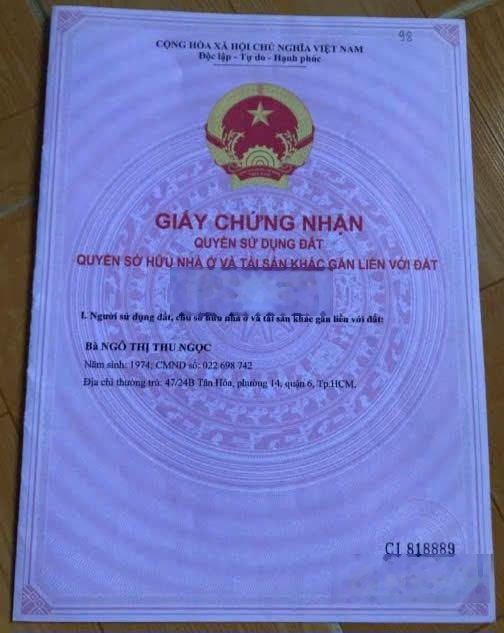 98
CỘNG HÒA XÃ HỘI CHỦ NGHĨA VIỆT NAM
Độc lập - Tự do - Hạnh phúc
GIẤY CHỨNG NHẬN
QUYỀN SỬ DỤNG ĐẤT
QUYỀN SỞ HỮU NHÀ Ở VÀ TÀI SẢN KHÁC GẮN LIỀN VỚI ĐẤT
I. Người sử dụng đất, chủ sở hữu nhà ở và tài sản khác gắn liền với đất:
Bà NGÔ THỊ THU NGỌC
Năm sinh: 1974; CMND số: 022 698 742
Địa chỉ thường trú: 47/24B Tân Hóa, phường 14, quận 6, Tp.HCM.
CI 818889